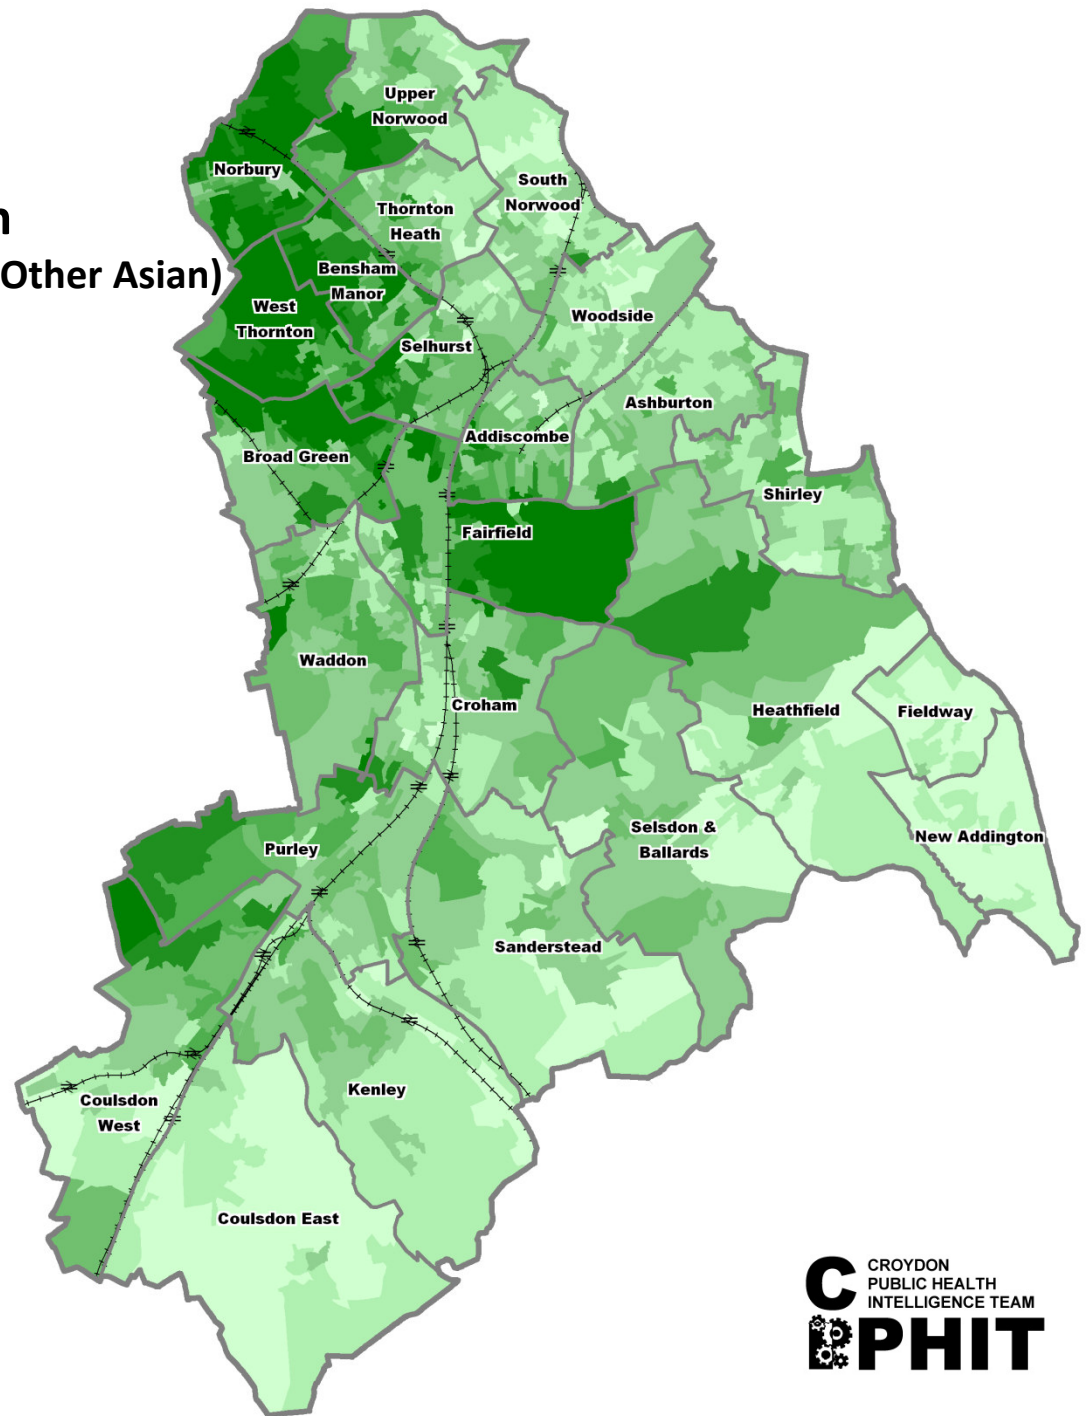 n
Other Asian)
Upper
Norwood
Norbury
South
Norwood
Thornton
Heath
Bensham
Manor
West
Thornton
Woodside
Selhurst
Ashburton
Addiscombe
Broad Green
Shirley
Fairfield
Waddon
Croham
Heathfield
Fieldway
Selsdon &
Ballards
New Addington
Purley
Sanderstead
Kenley
Coulsdon
West
Coulsdon East
C CROYDON
PUBLIC HEALTH
INTELLIGENCE TEAM
PHIT